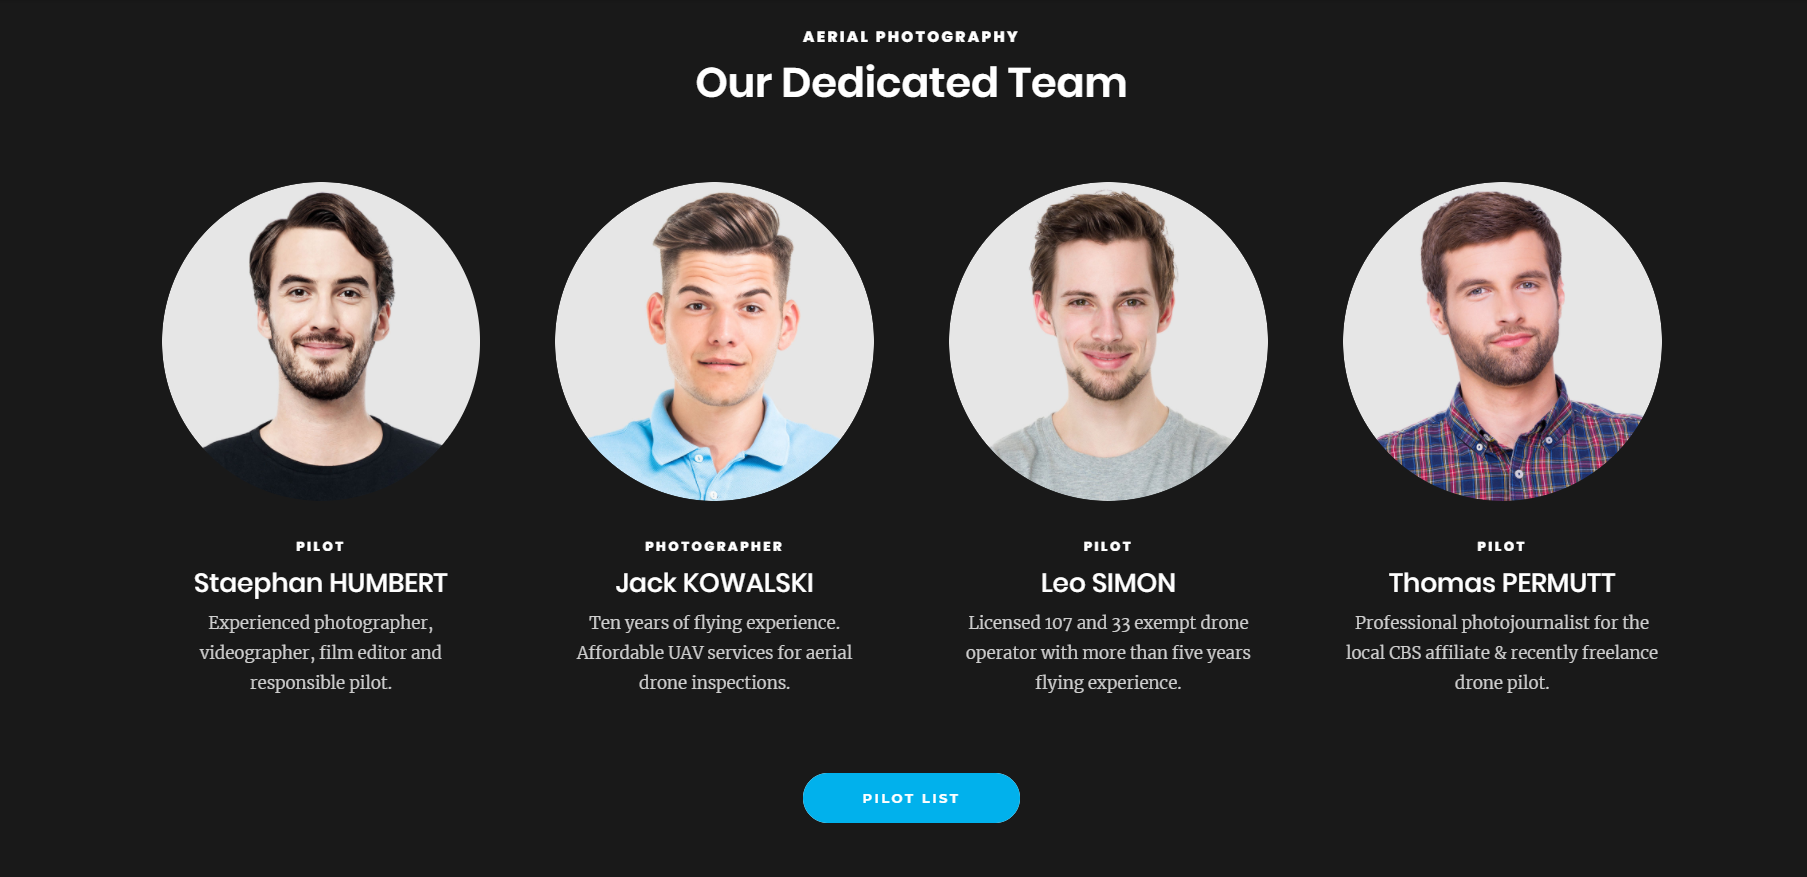 AERIAL PHOTOGRAPHY
Our Dedicated Team
PILOT
Staephan HUMBERT
Experienced photographer,
videographer, film editor and
responsible pilot.
PHOTOGRAPHER
Jack KOWALSKI
Ten years of flying experience.
Affordable UAV services for aerial
drone inspections.
PILOT
Leo SIMON
Licensed 107 and 33 exempt drone
operator with more than five years
flying experience.
PILOT
Thomas PERMUTT
Professional photojournalist for the
local CBS affiliate & recently freelance
drone pilot.
PILOT LIST